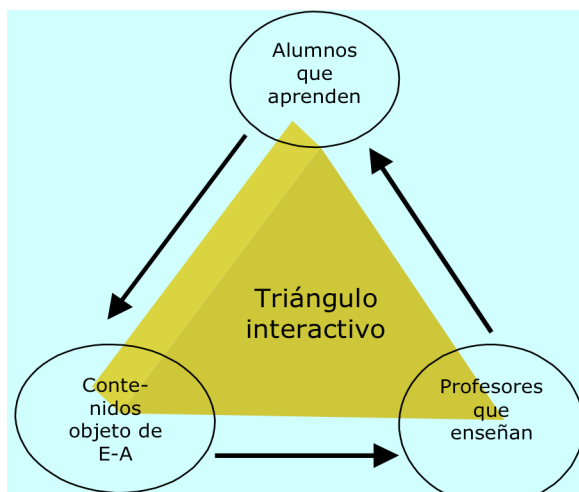 Alumnos
que
aprenden
Triángulo
interactivo
Conte-
nidos
objeto de
E-A
Profesores
que
enseñan